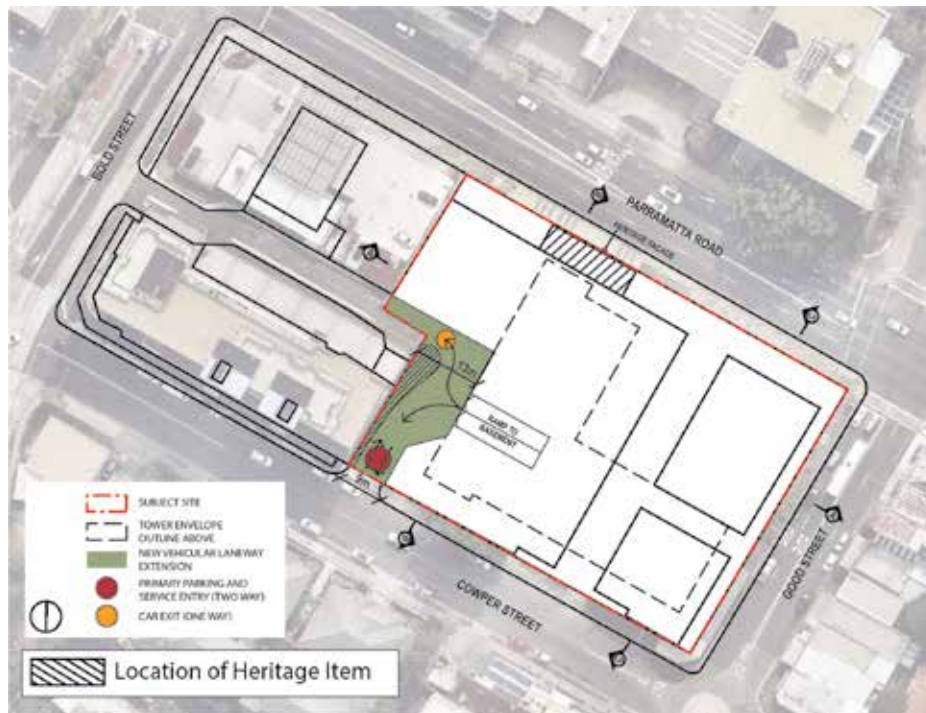 BOLD STREET
PARRAMATTA ROAD
HERITAGE FACADE
12m
RAMP TO
BASEMENT
9m
COWPER STREET
GOOD STREET
SUBJECT SITE
TOWER ENVELOPE
OUTLINE ABOVE
NEW VEHICULAR LANEWAY
EXTENSION
PRIMARY PARKING AND
SERVICE ENTRY (TWO WAY)
CAR EXIT (ONE WAY)
Location of Heritage Item